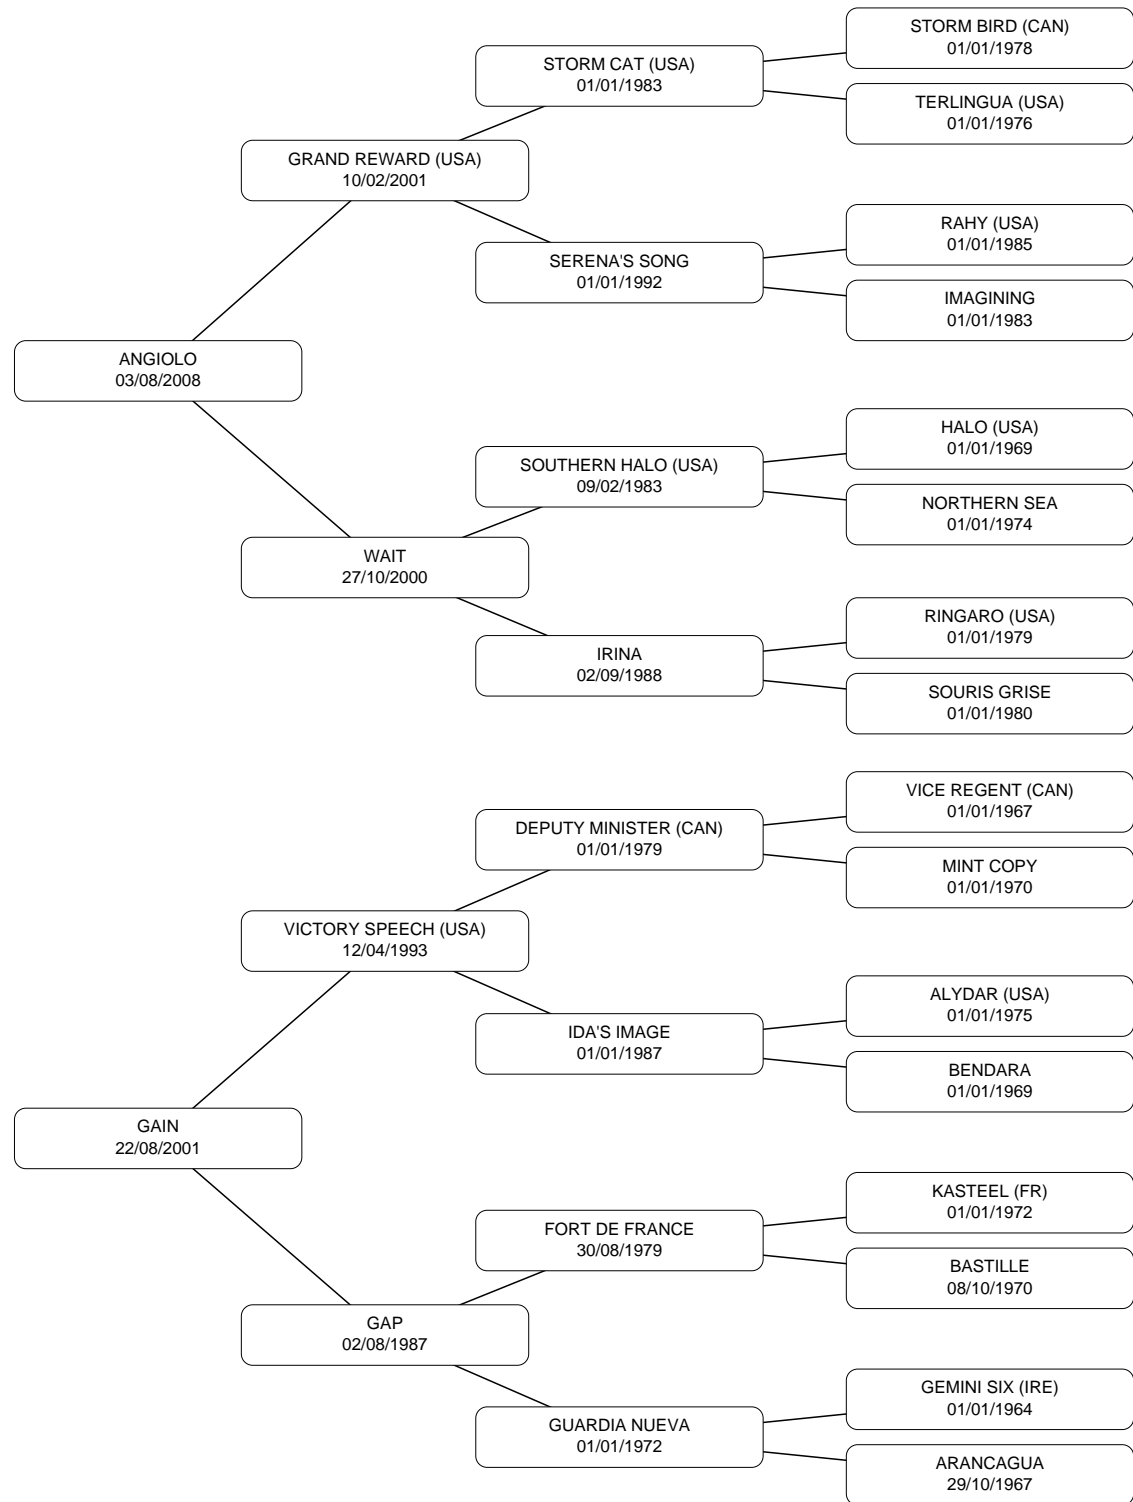 STORM BIRD (CAN)
01/01/1978
STORM CAT (USA)
01/01/1983
TERLINGUA (USA)
01/01/1976
GRAND REWARD (USA)
10/02/2001
RAHY (USA)
01/01/1985
SERENA'S SONG
01/01/1992
IMAGINING
01/01/1983
ANGIOLO
03/08/2008
HALO (USA)
01/01/1969
SOUTHERN HALO (USA)
09/02/1983
NORTHERN SEA
01/01/1974
WAIT
27/10/2000
RINGARO (USA)
01/01/1979
IRINA
02/09/1988
SOURIS GRISE
01/01/1980
VICE REGENT (CAN)
01/01/1967
DEPUTY MINISTER (CAN)
01/01/1979
MINT COPY
01/01/1970
VICTORY SPEECH (USA)
12/04/1993
ALYDAR (USA)
01/01/1975
IDA'S IMAGE
01/01/1987
BENDARA
01/01/1969
GAIN
22/08/2001
KASTEEL (FR)
01/01/1972
FORT DE FRANCE
30/08/1979
BASTILLE
08/10/1970
GAP
02/08/1987
GEMINI SIX (IRE)
01/01/1964
GUARDIA NUEVA
01/01/1972
ARANCAGUA
29/10/1967